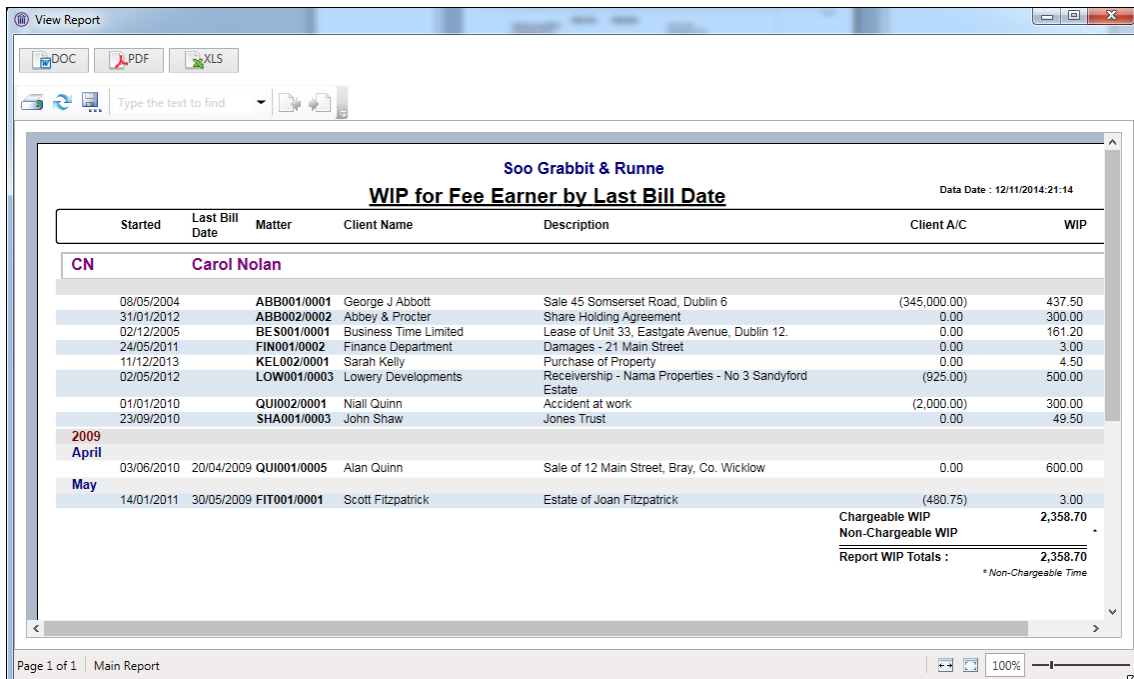 View Report
DOC PDF XLS
Type the text to find
Soo Grabbit & Runne
WIP for Fee Earner by Last Bill Date
Data Date : 12/11/2014:21:14
Started Last Bill Date Matter Client Name Description Client A/C WIP
CN Carol Nolan
08/05/2004 ABB001/0001 George J Abbott Sale 45 Somserset Road, Dublin 6 (345,000.00) 437.50
31/01/2012 ABB002/0002 Abbey & Procter Share Holding Agreement 0.00 300.00
02/12/2005 BES001/0001 Business Time Limited Lease of Unit 33, Eastgate Avenue, Dublin 12. 0.00 161.20
24/05/2011 FIN001/0002 Finance Department Damages - 21 Main Street 0.00 3.00
11/12/2013 KEL002/0001 Sarah Kelly Purchase of Property 0.00 4.50
02/05/2012 LOW001/0003 Lowery Developments Receivership - Nama Properties - No 3 Sandyford (925.00) 500.00
Estate
01/01/2010 QUI002/0001 Niall Quinn Accident at work (2,000.00) 300.00
23/09/2010 SHA001/0003 John Shaw Jones Trust 0.00 49.50
2009
April
03/06/2010 20/04/2009 QUI001/0005 Alan Quinn Sale of 12 Main Street, Bray, Co. Wicklow 0.00 600.00
May
14/01/2011 30/05/2009 FIT001/0001 Scott Fitzpatrick Estate of Joan Fitzpatrick (480.75) 3.00
Chargeable WIP 2,358.70
Non-Chargeable WIP *
Report WIP Totals : 2,358.70
* Non-Chargeable Time
Page 1 of 1 Main Report 100%